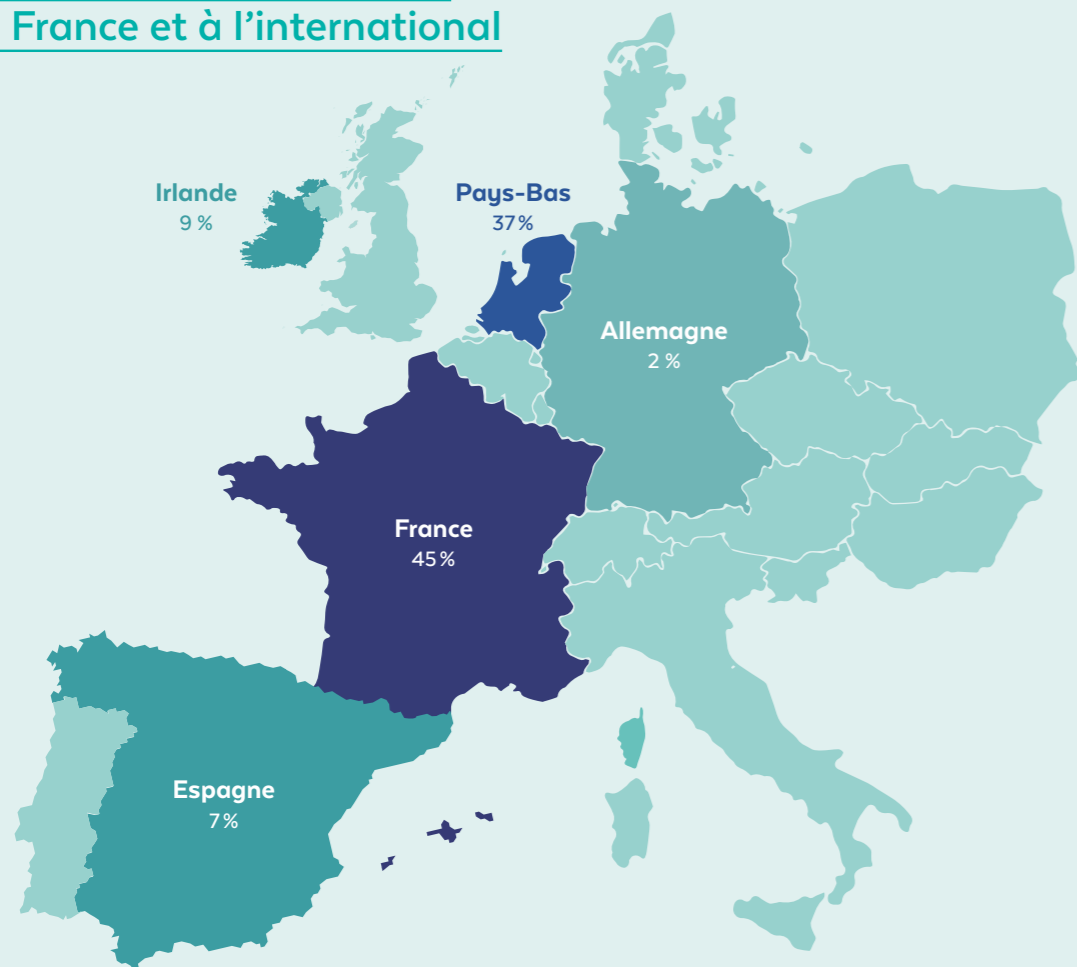 France et à l’international
Irlande
9 %
Pays-Bas
37%
Allemagne
2 %
France
45%
Espagne
7%